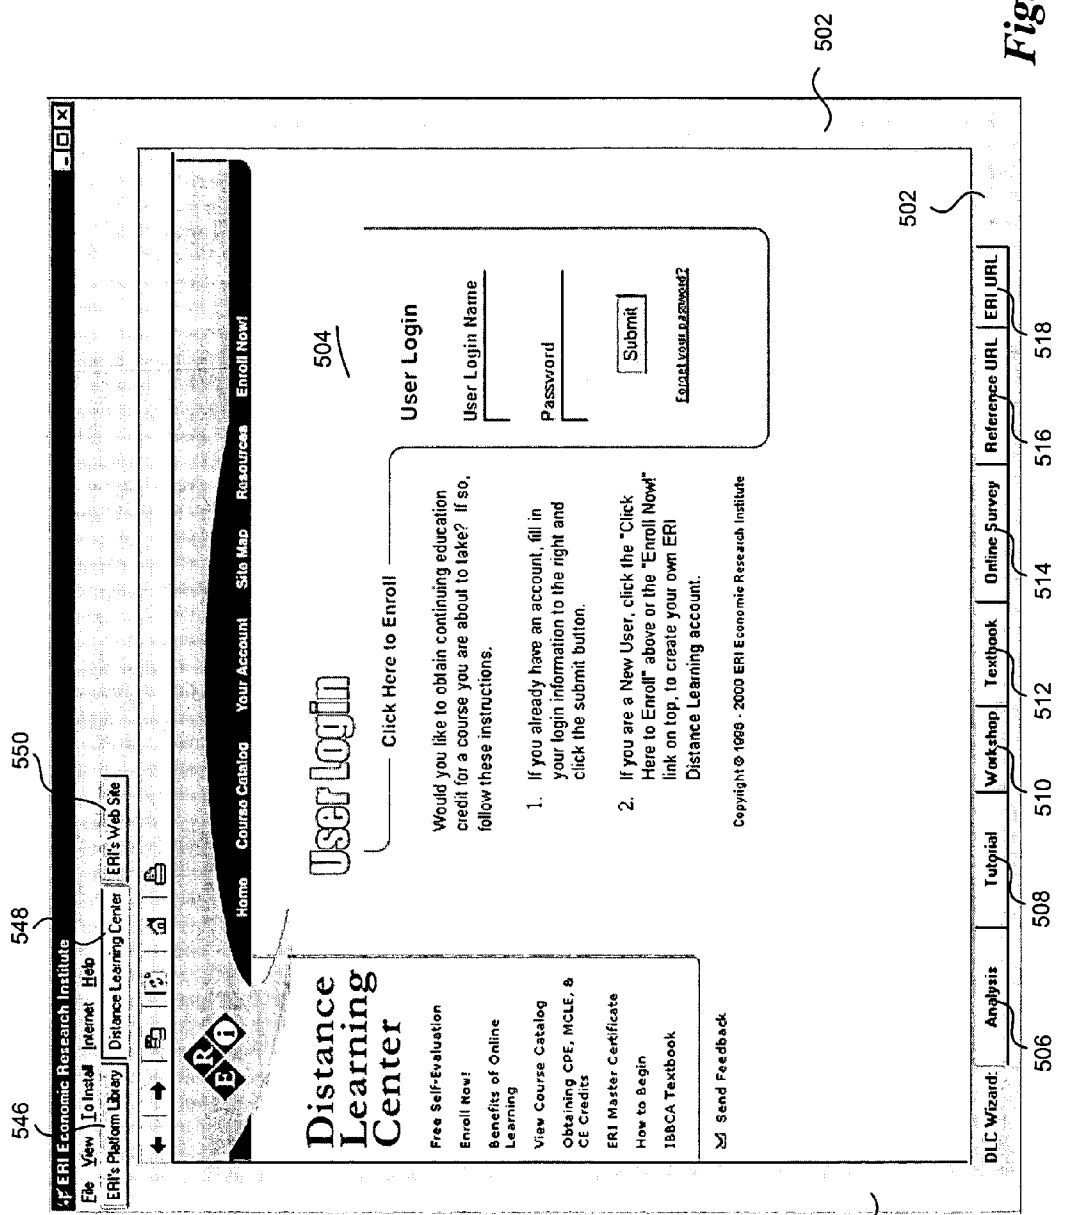 ERI Economic Research Institute
File View To Install Internet Help
ERI's Platform Library Distance Learning Center ERI's Web Site
546
548
550
E R i
Home Course Catalog Your Account Site Map Resources Enroll Now!
Distance
Learning
Center
Free Self-Evaluation
Enroll Now!
Benefits of Online
Learning
View Course Catalog
Obtaining CPE, MCLE, &
CE Credits
ERI Master Certificate
How to Begin
IBBCA Textbook
Send Feedback
User Login
Click Here to Enroll
Would you like to obtain continuing education
credit for a course you are about to take? If so,
follow these instructions.
1. If you already have an account, fill in
your login infomation to the right and
click the submit button.
2. If you are a New User, click the "Click
Here to Enroll" above or the "Enroll Now!"
link on top, to create your own ERI
Distance Learning account.
Copyright © 1998 - 2000 ERI Economic Research Institute
504
User Login
User Login Name
Password
Submit
Forget your password?
502
502
DLC Wizard: Analysis Tutorial Workshop Textbook Online Survey Reference URL ERI URL
506 508 510 512 514 516 518
Fig